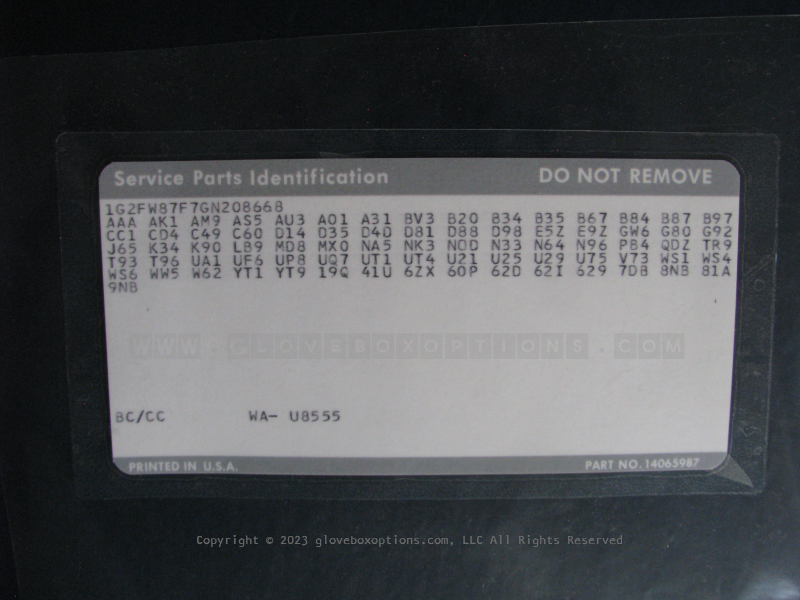 Service Parts Identification DO NOT REMOVE
1G2FW87F7GN208668
AAA AK1 AM9 AS5 AU3 A01 A31 BV3 B20 B34 B35 B67 B84 B87 B97
CC1 CD4 C49 C60 D14 D35 D40 D81 D88 D98 E5Z E9Z GW6 G80 G92
J65 K34 K90 LB9 MD8 MX0 NA5 NK3 NOD N33 N64 N96 PB4 QDZ TR9
T93 T96 UA1 UF6 UP8 UQ7 UT1 UT4 U21 U25 U29 U75 V73 WS1 WS4
WS6 WW5 W62 YT1 YT9 19Q 41U 6ZX 60P 62D 62I 629 7DB 8NB 81A
9NB
WWW.GLOVEBOXOPTIONS.COM
BC/CC WA- U8555
PRINTED IN U.S.A. PART NO. 14065987
Copyright © 2023 gloveboxoptions.com, LLC All Rights Reserved